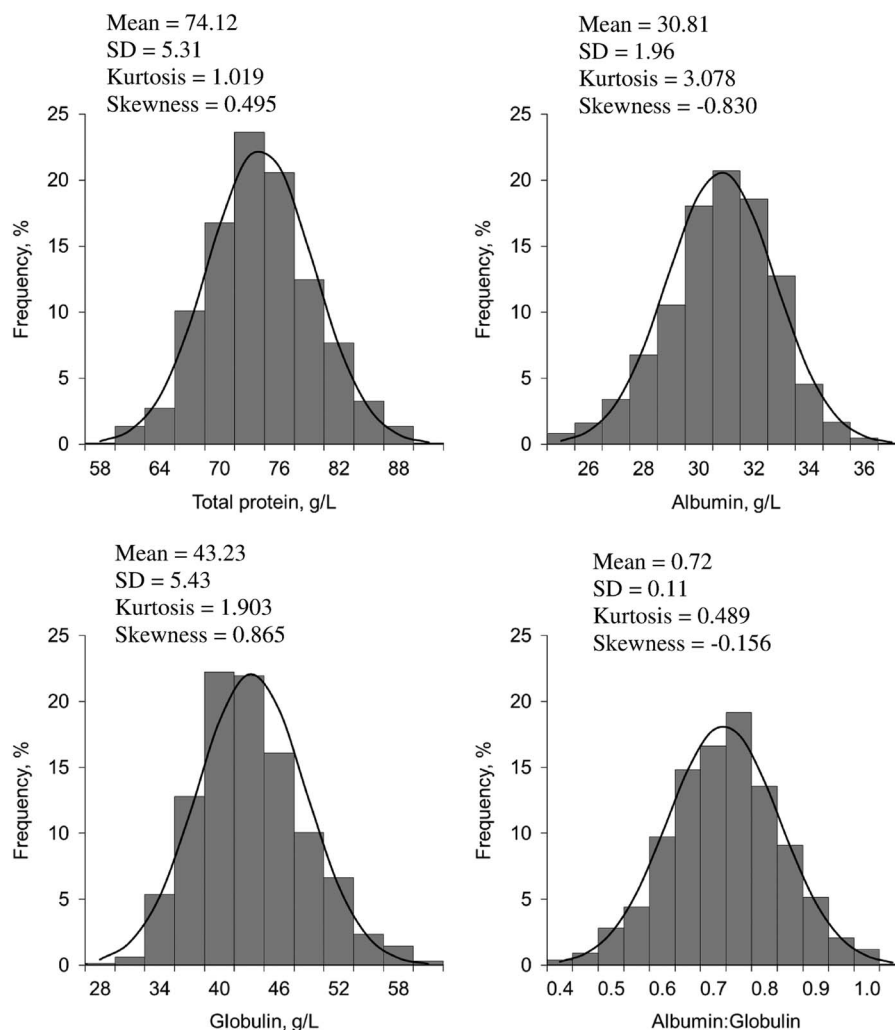 Mean = 74.12
SD = 5.31
Kurtosis = 1.019
Skewness = 0.495
25
20
15
10
5
0
Frequency, %
58 64 70 76 82 88
Total protein, g/L
Mean = 30.81
SD = 1.96
Kurtosis = 3.078
Skewness = -0.830
25
20
15
10
5
0
Frequency, %
26 28 30 32 34 36
Albumin, g/L
Mean = 43.23
SD = 5.43
Kurtosis = 1.903
Skewness = 0.865
25
20
15
10
5
0
Frequency, %
28 34 40 46 52 58
Globulin, g/L
Mean = 0.72
SD = 0.11
Kurtosis = 0.489
Skewness = -0.156
25
20
15
10
5
0
Frequency, %
0.4 0.5 0.6 0.7 0.8 0.9 1.0
Albumin:Globulin